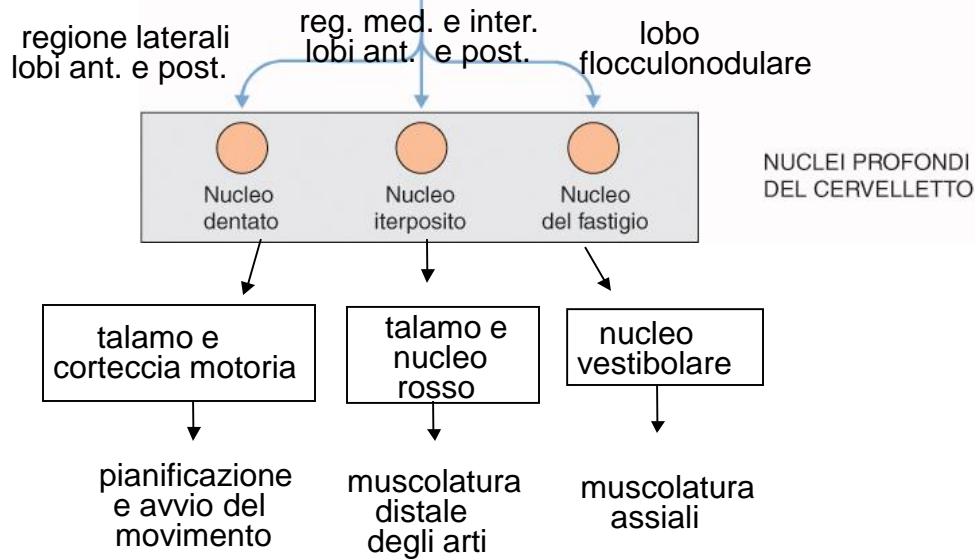 regione laterali
lobi ant. e post.
reg. med. e inter.
lobi ant. e post.
lobo
flocculonodulare
Nucleo
dentato
Nucleo
iterposito
Nucleo
del fastigio
NUCLEI PROFONDI
DEL CERVELLETTO
talamo e
corteccia motoria
talamo e
nucleo
rosso
nucleo
vestibolare
pianificazione
e avvio del
movimento
muscolatura
distale
degli arti
muscolatura
assiali